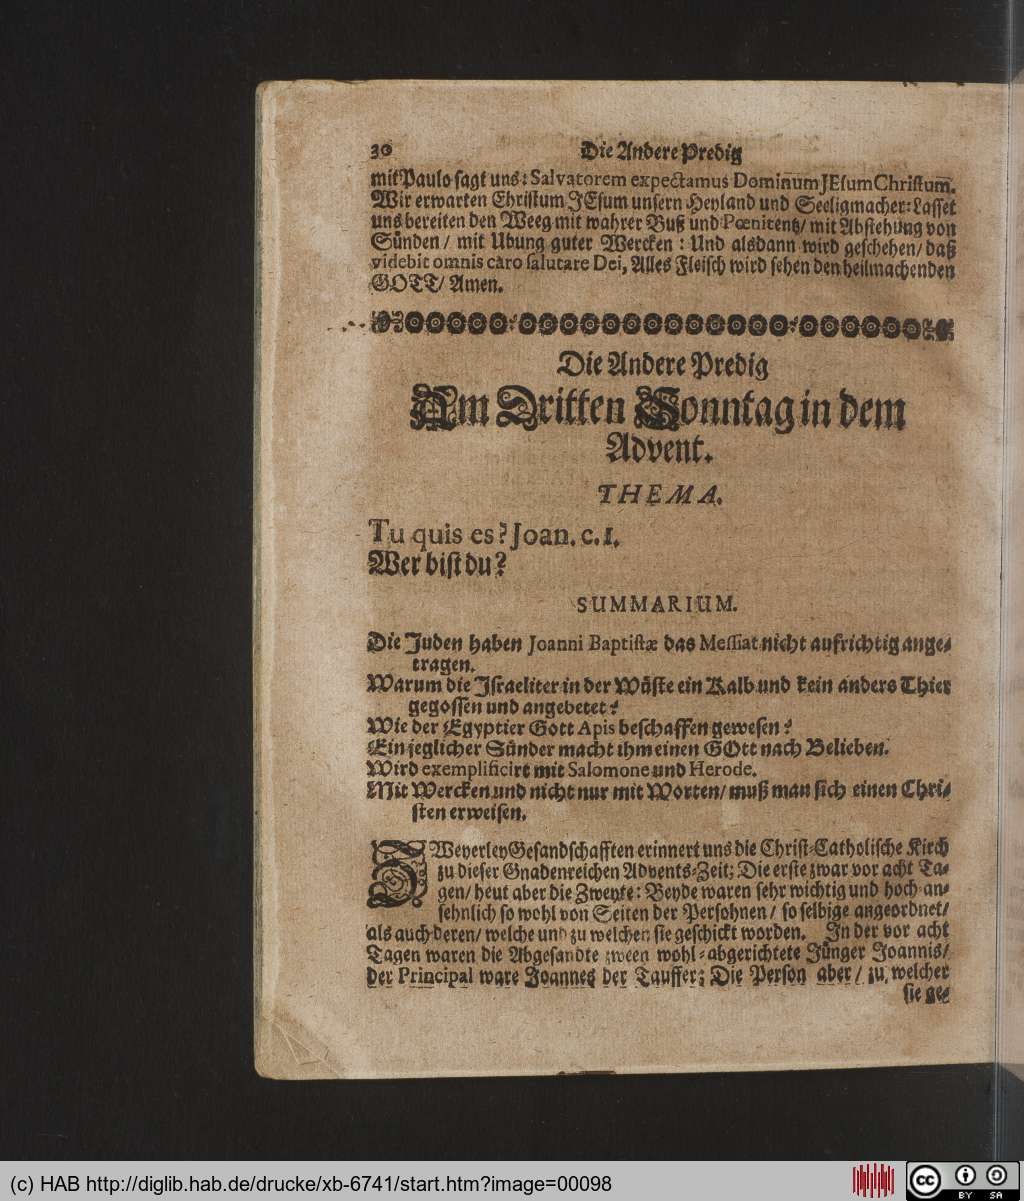 30 Die Andere Predig
mit Paulo sagt uns: Salvatorem expectamus Dominum̅ JEsum Christum̅.
Wir erwarten Christum JEsum unsern Heyland und Seeligmacher: Lasset
uns bereiten den Weeg mit wahrer Buß und Pœnitentz/ mit Abstehung von
Sünden/ mit Ubung guter Wercken: Und alsdann wird geschehen/ daß
videbit omnis caro salutare Dei, Alles Fleisch wird sehen den heilmachenden
GOTT/ Amen.
Die Andere Predig
Am Dritten Sonntag in dem
Advent.
THEMA.
Tu quis es? Joan. c. 1.
Wer bist du?
SUMMARIUM.
Die Juden haben Joanni Baptistæ das Messiat nicht aufrichtig ange-
tragen.
Warum die Israeliter in der Wüste ein Kalb und kein anders Thier
gegossen und angebetet?
Wie der Egyptier Gott Apis beschaffen gewesen?
Ein jeglicher Sünder macht ihm einen GOtt nach Belieben.
Wird exemplificirt mit Salomone und Herode.
Mit Wercken und nicht nur mit Worten/ muß man sich einen Chri-
sten erweisen.
ZWeyerley Gesandschafften erinnert uns die Christ-Catholische Kirch
zu dieser Gnadenreichen Advents-Zeit; Die erste zwar vor acht Ta-
gen/ heut aber die Zweyte: Beyde waren sehr wichtig und hoch-an-
sehnlich so wohl von Seiten der Persohnen/ so selbige angeordnet/
als auch deren/ welche und zu welchen sie geschickt worden. In der vor acht
Tagen waren die Abgesandte zween wohl-abgerichtete Jünger Joannis/
der Principal ware Joannes der Tauffer; Die Person aber/ zu welcher
sie ge-
(c) HAB http://diglib.hab.de/drucke/xb-6741/start.htm?image=00098
cc BY SA